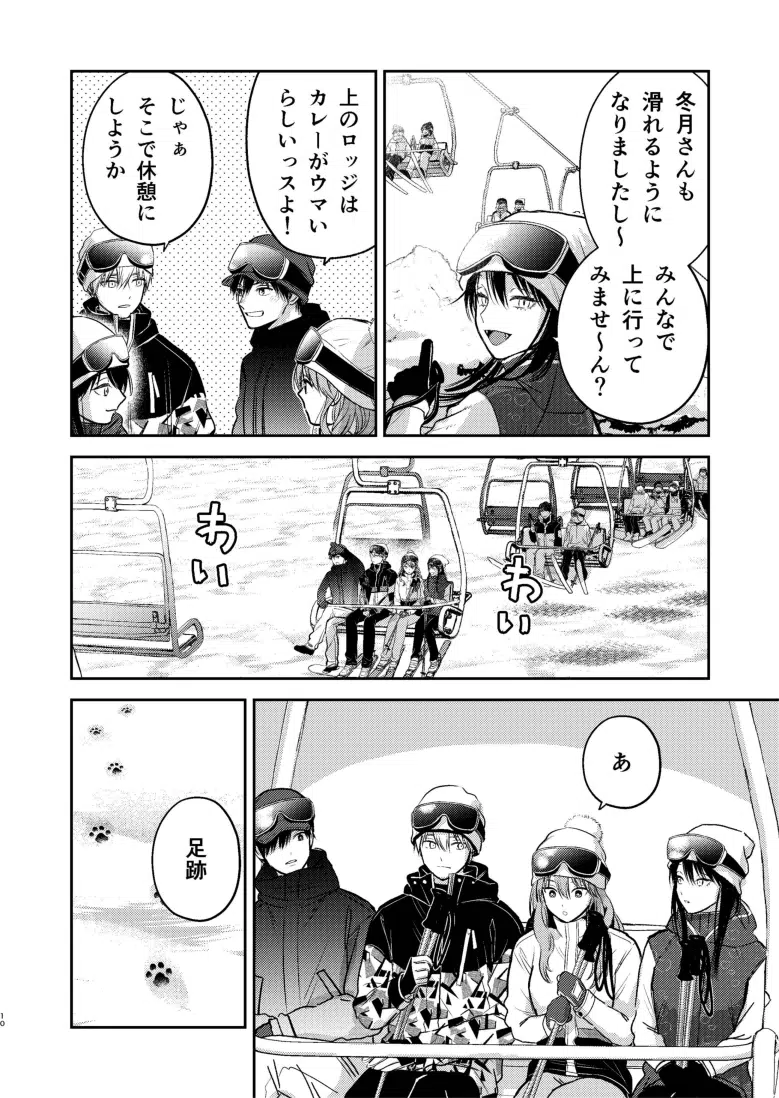 冬月さんも
滑れるように
なりましたし～
みんなで
上に行って
みませ～ん？
上のロッジは
カレーがウマい
らしいっスよ！
じゃぁ
そこで休憩に
しようか
わい
わい
あ
足跡
10